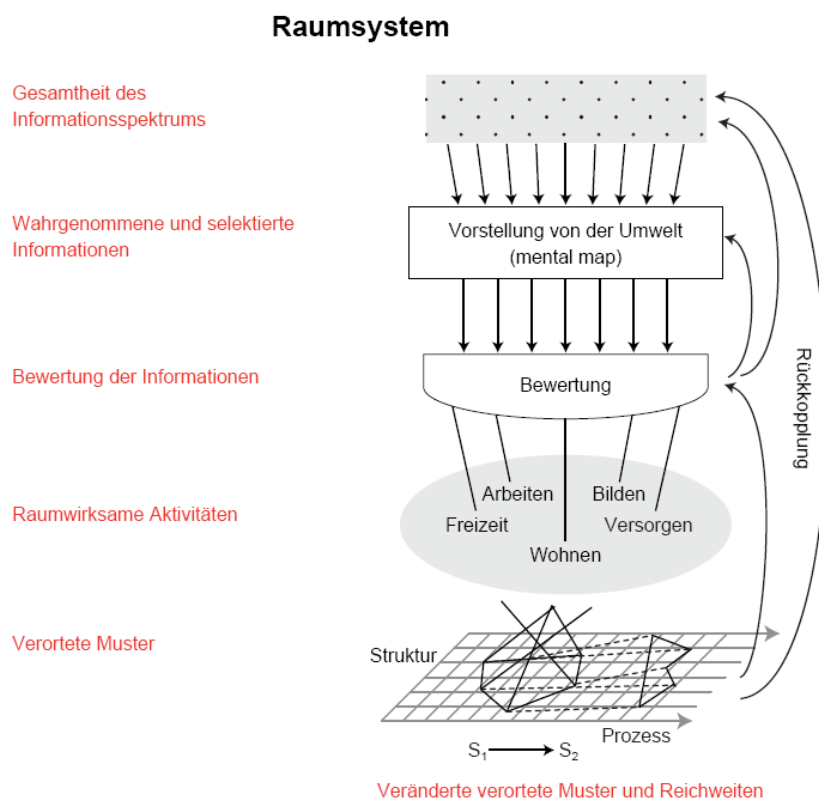 Raumsystem
Gesamtheit des
Informationsspektrums
Wahrgenommene und selektierte
Informationen
Vorstellung von der Umwelt
(mental map)
Bewertung der Informationen
Bewertung
Rückkopplung
Raumwirksame Aktivitäten
Arbeiten
Bilden
Freizeit
Versorgen
Wohnen
Verortete Muster
Struktur
Prozess
S₁ S₂
Veränderte verortete Muster und Reichweiten